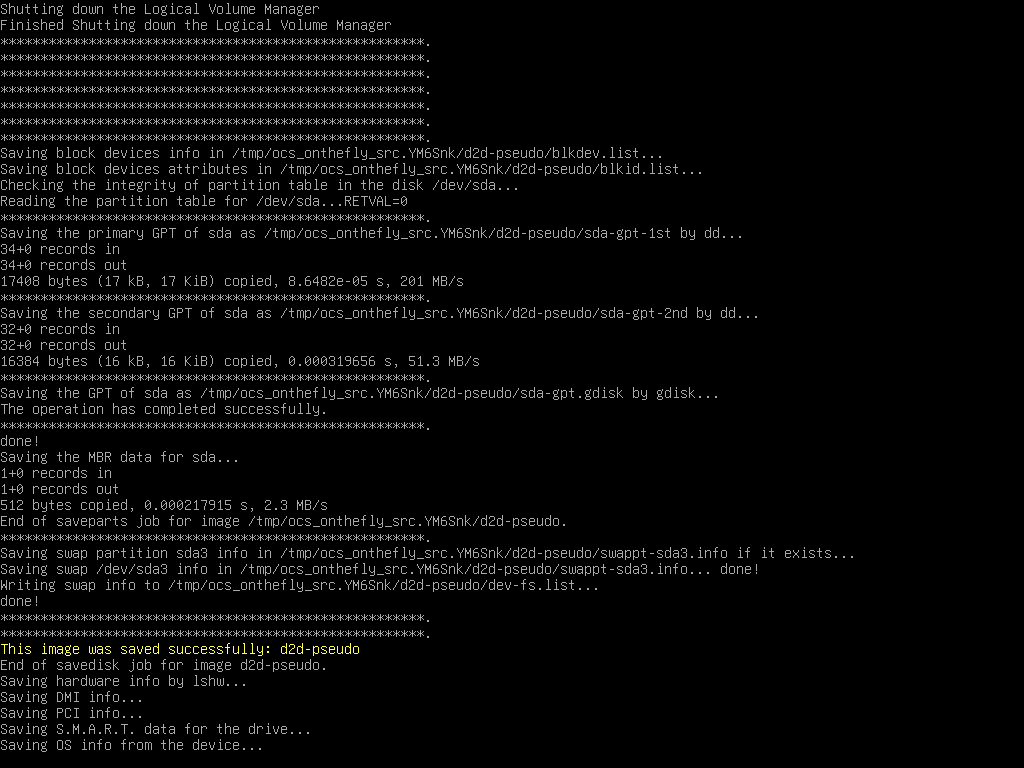 Shutting down the Logical Volume Manager
Finished Shutting down the Logical Volume Manager
*****************************************************.
*****************************************************.
*****************************************************.
*****************************************************.
*****************************************************.
*****************************************************.
*****************************************************.
Saving block devices info in /tmp/ocs_onthefly_src.YM6Snk/d2d-pseudo/blkdev.list...
Saving block devices attributes in /tmp/ocs_onthefly_src.YM6Snk/d2d-pseudo/blkid.list...
Checking the integrity of partition table in the disk /dev/sda...
Reading the partition table for /dev/sda...RETVAL=0
*****************************************************.
Saving the primary GPT of sda as /tmp/ocs_onthefly_src.YM6Snk/d2d-pseudo/sda-gpt-1st by dd...
34+0 records in
34+0 records out
17408 bytes (17 kB, 17 KiB) copied, 8.6482e-05 s, 201 MB/s
*****************************************************.
Saving the secondary GPT of sda as /tmp/ocs_onthefly_src.YM6Snk/d2d-pseudo/sda-gpt-2nd by dd...
32+0 records in
32+0 records out
16384 bytes (16 kB, 16 KiB) copied, 0.000319656 s, 51.3 MB/s
*****************************************************.
Saving the GPT of sda as /tmp/ocs_onthefly_src.YM6Snk/d2d-pseudo/sda-gpt.gdisk by gdisk...
The operation has completed successfully.
*****************************************************.
done!
Saving the MBR data for sda...
1+0 records in
1+0 records out
512 bytes copied, 0.000217915 s, 2.3 MB/s
End of saveparts job for image /tmp/ocs_onthefly_src.YM6Snk/d2d-pseudo.
*****************************************************.
Saving swap partition sda3 info in /tmp/ocs_onthefly_src.YM6Snk/d2d-pseudo/swappt-sda3.info if it exists...
Saving swap /dev/sda3 info in /tmp/ocs_onthefly_src.YM6Snk/d2d-pseudo/swappt-sda3.info... done!
Writing swap info to /tmp/ocs_onthefly_src.YM6Snk/d2d-pseudo/dev-fs.list...
done!
*****************************************************.
*****************************************************.
This image was saved successfully: d2d-pseudo
End of savedisk job for image d2d-pseudo.
Saving hardware info by lshw...
Saving DMI info...
Saving PCI info...
Saving S.M.A.R.T. data for the drive...
Saving OS info from the device...